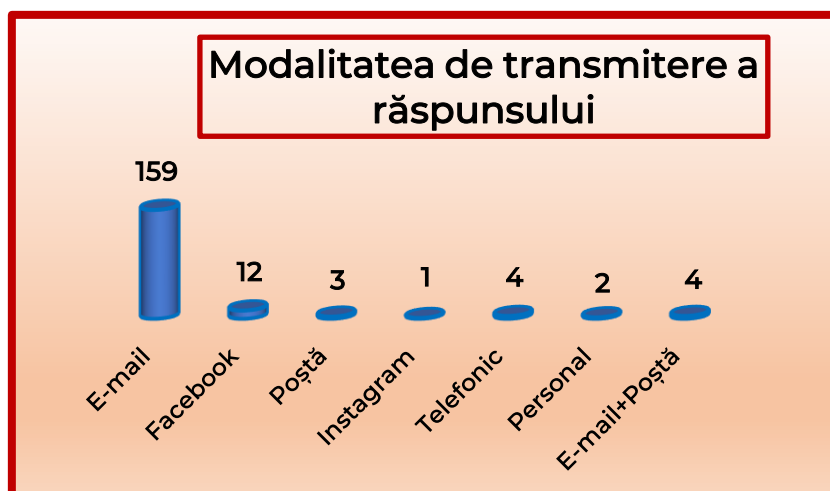 Modalitatea de transmitere a
răspunsului
159
12
3
1
4
2
4
E-mail
Facebook
Poștă
Instagram
Telefonic
Personal
E-mail+Poștă